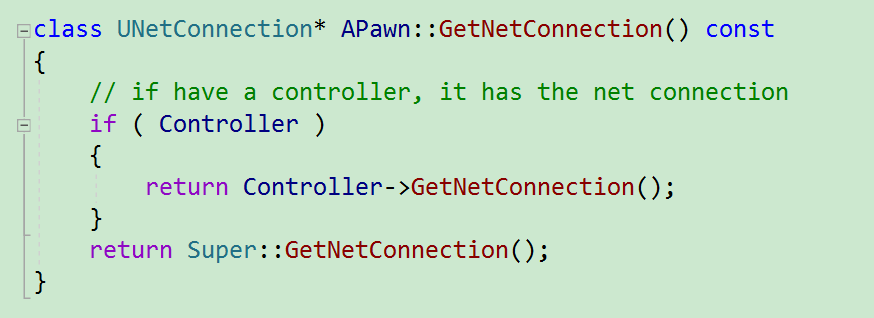 class UNetConnection* APawn::GetNetConnection() const
{
    // if have a controller, it has the net connection
    if ( Controller )
    {
        return Controller->GetNetConnection();
    }
    return Super::GetNetConnection();
}